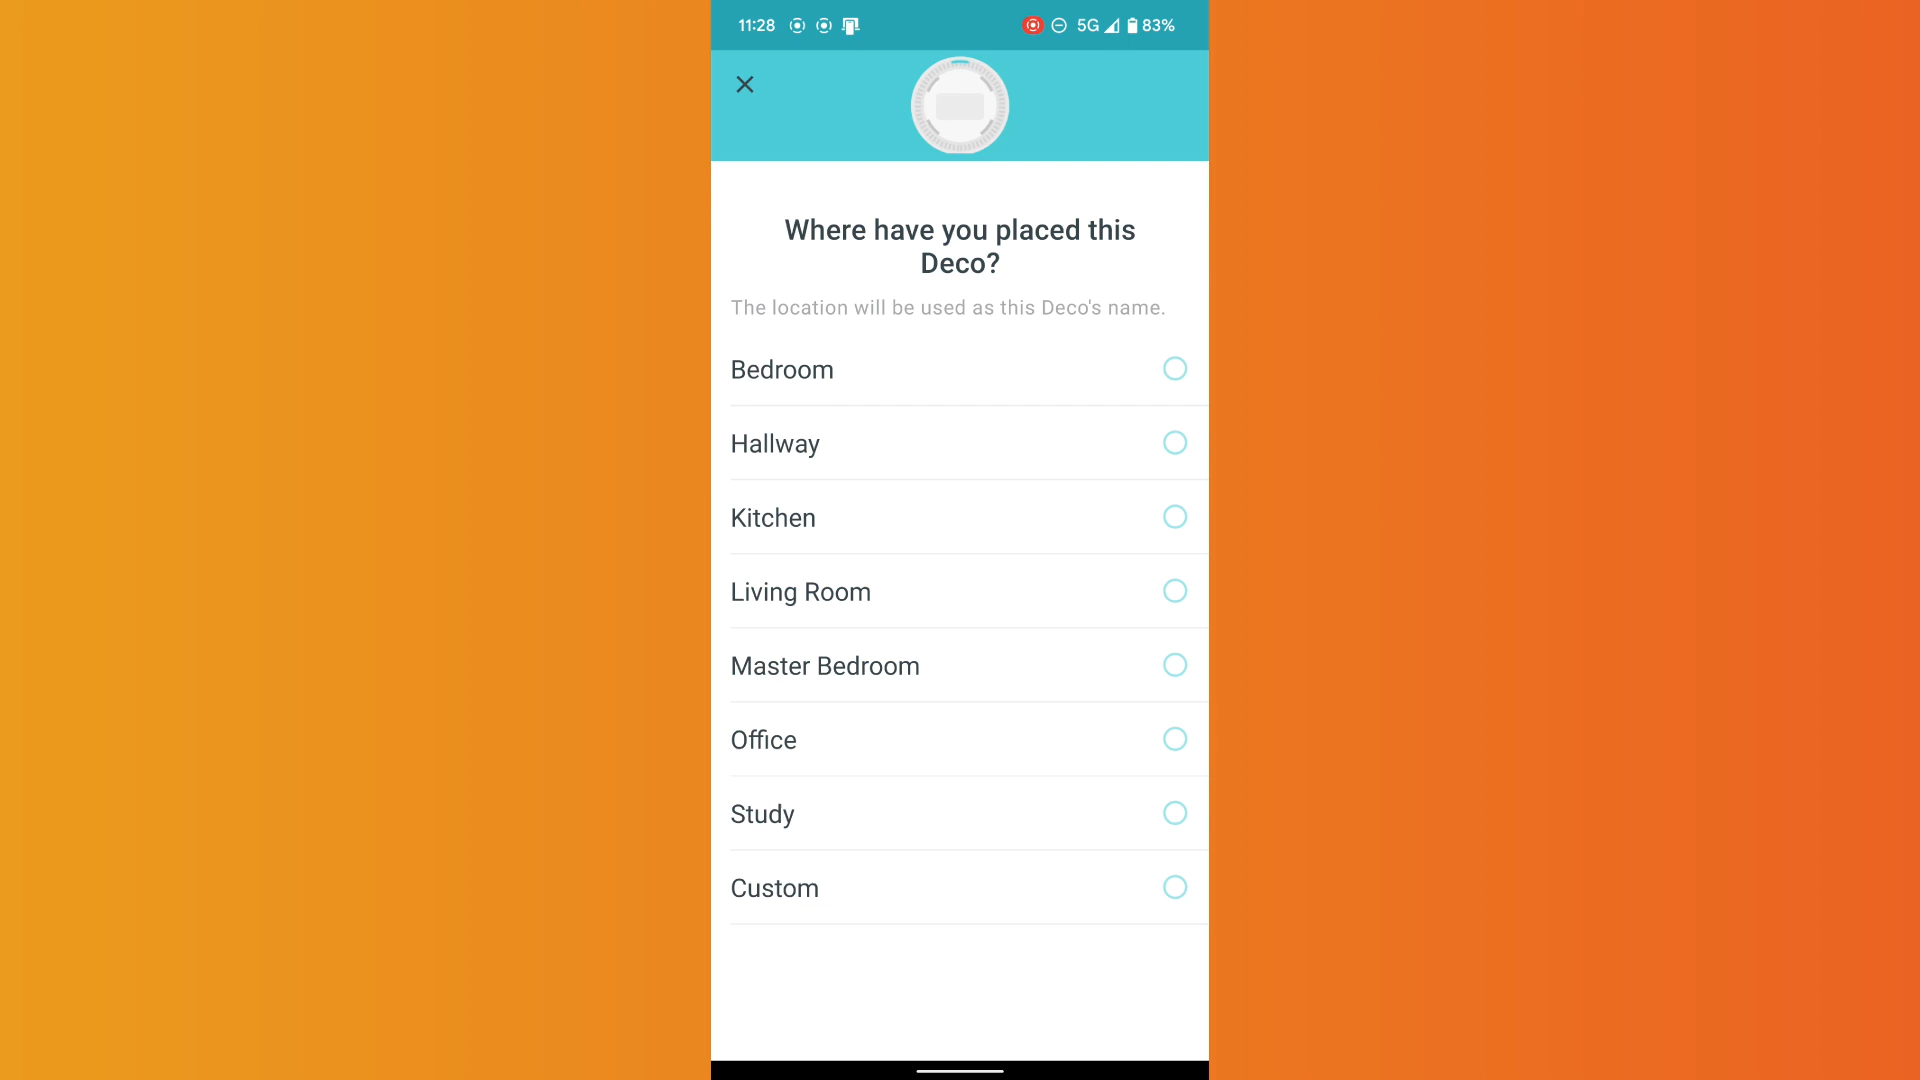 11:28 5G 83%
Where have you placed this
Deco?
The location will be used as this Deco's name.
Bedroom
Hallway
Kitchen
Living Room
Master Bedroom
Office
Study
Custom